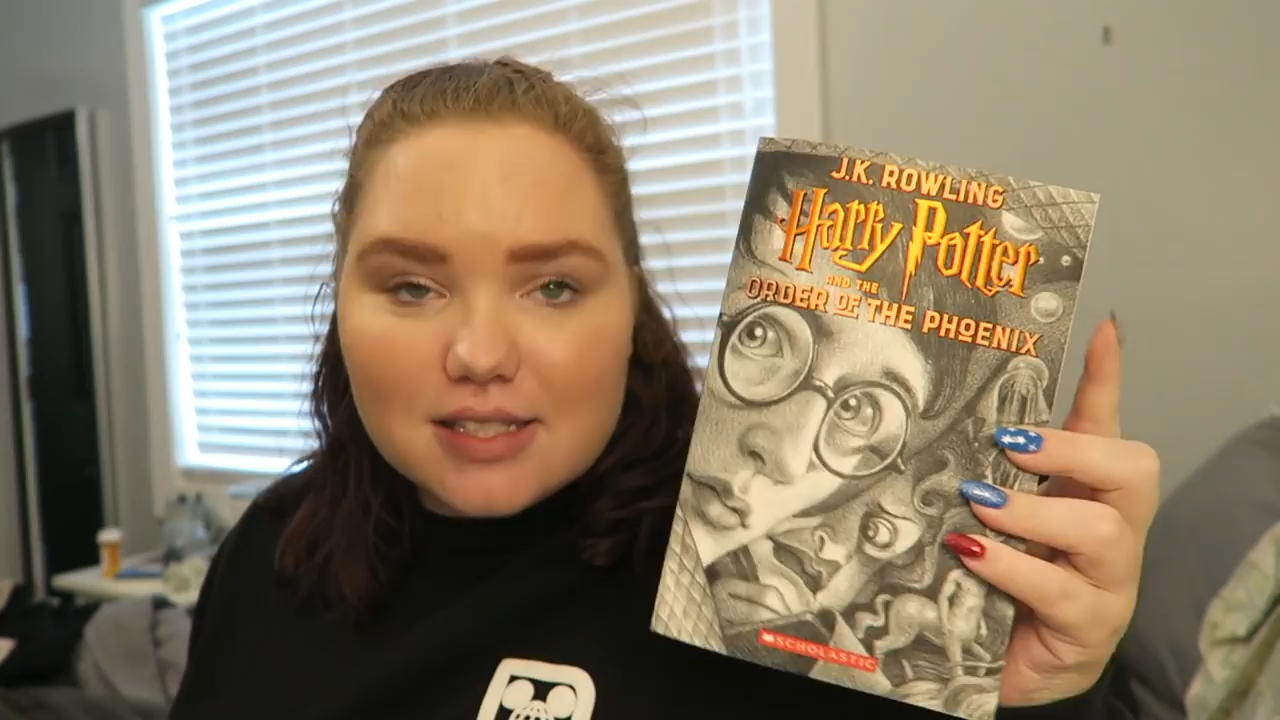 J.K. ROWLING
Harry Potter
AND THE
ORDER OF THE PHOENIX
SCHOLASTIC